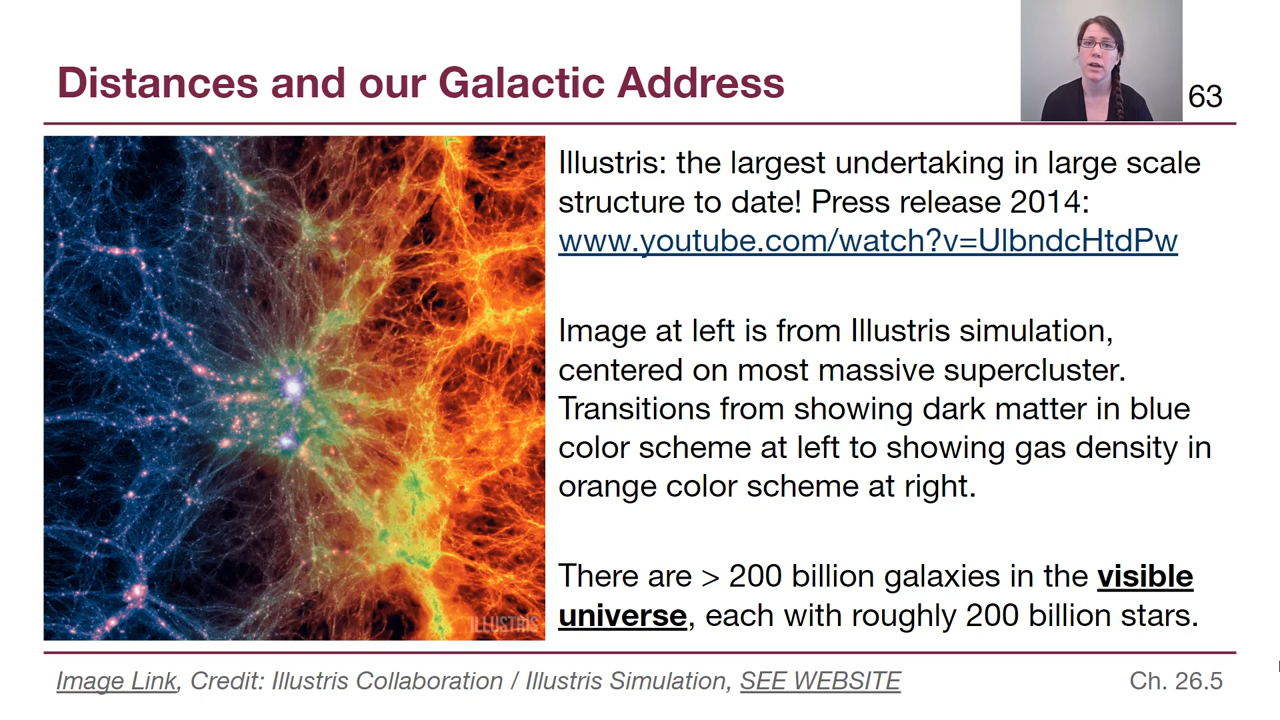 Distances and our Galactic Address
63
Illustris: the largest undertaking in large scale
structure to date! Press release 2014:
www.youtube.com/watch?v=UlbndcHtdPw
Image at left is from Illustris simulation,
centered on most massive supercluster.
Transitions from showing dark matter in blue
color scheme at left to showing gas density in
orange color scheme at right.
There are > 200 billion galaxies in the visible
universe, each with roughly 200 billion stars.
ILLUSTRIS
Image Link, Credit: Illustris Collaboration / Illustris Simulation, SEE WEBSITE
Ch. 26.5